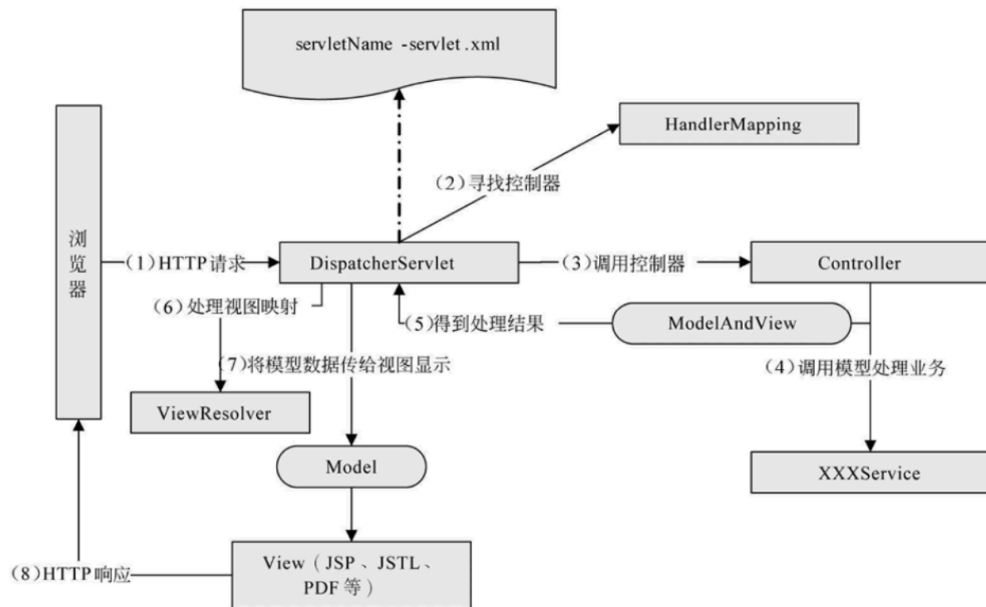 servletName -servlet.xml
HandlerMapping
(2)寻找控制器
浏
览
器
(1)HTTP请求
DispatcherServlet
(3)调用控制器
Controller
(6)处理视图映射
(5)得到处理结果
ModelAndView
(7)将模型数据传给视图显示
(4)调用模型处理业务
ViewResolver
Model
XXXService
View(JSP、JSTL、
PDF等)
(8)HTTP响应